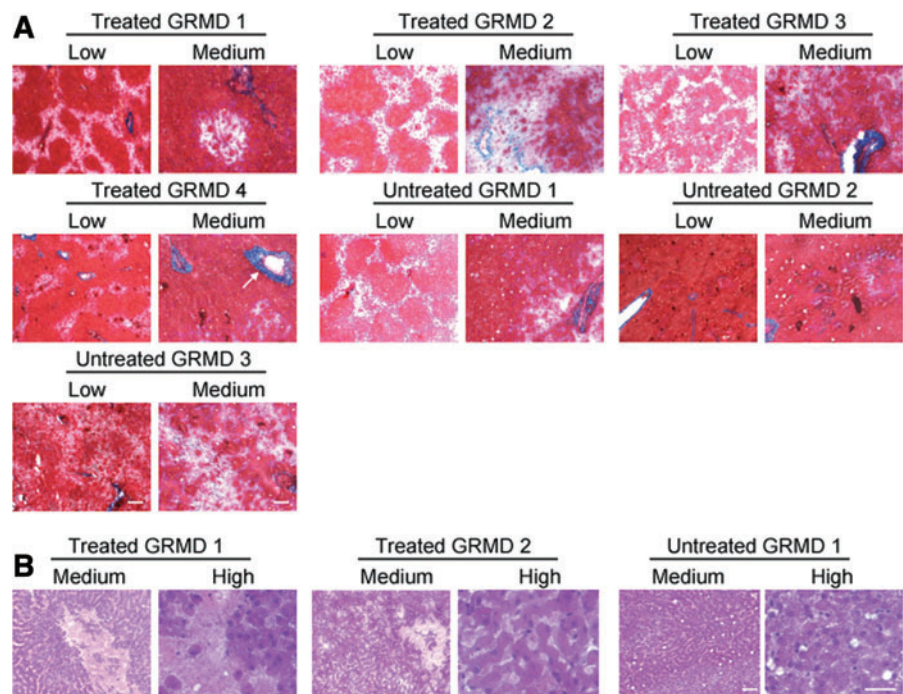 A
Treated GRMD 1 Treated GRMD 2 Treated GRMD 3
Low Medium Low Medium Low Medium
Treated GRMD 4 Untreated GRMD 1 Untreated GRMD 2
Low Medium Low Medium Low Medium
Untreated GRMD 3
Low Medium
B
Treated GRMD 1 Treated GRMD 2 Untreated GRMD 1
Medium High Medium High Medium High